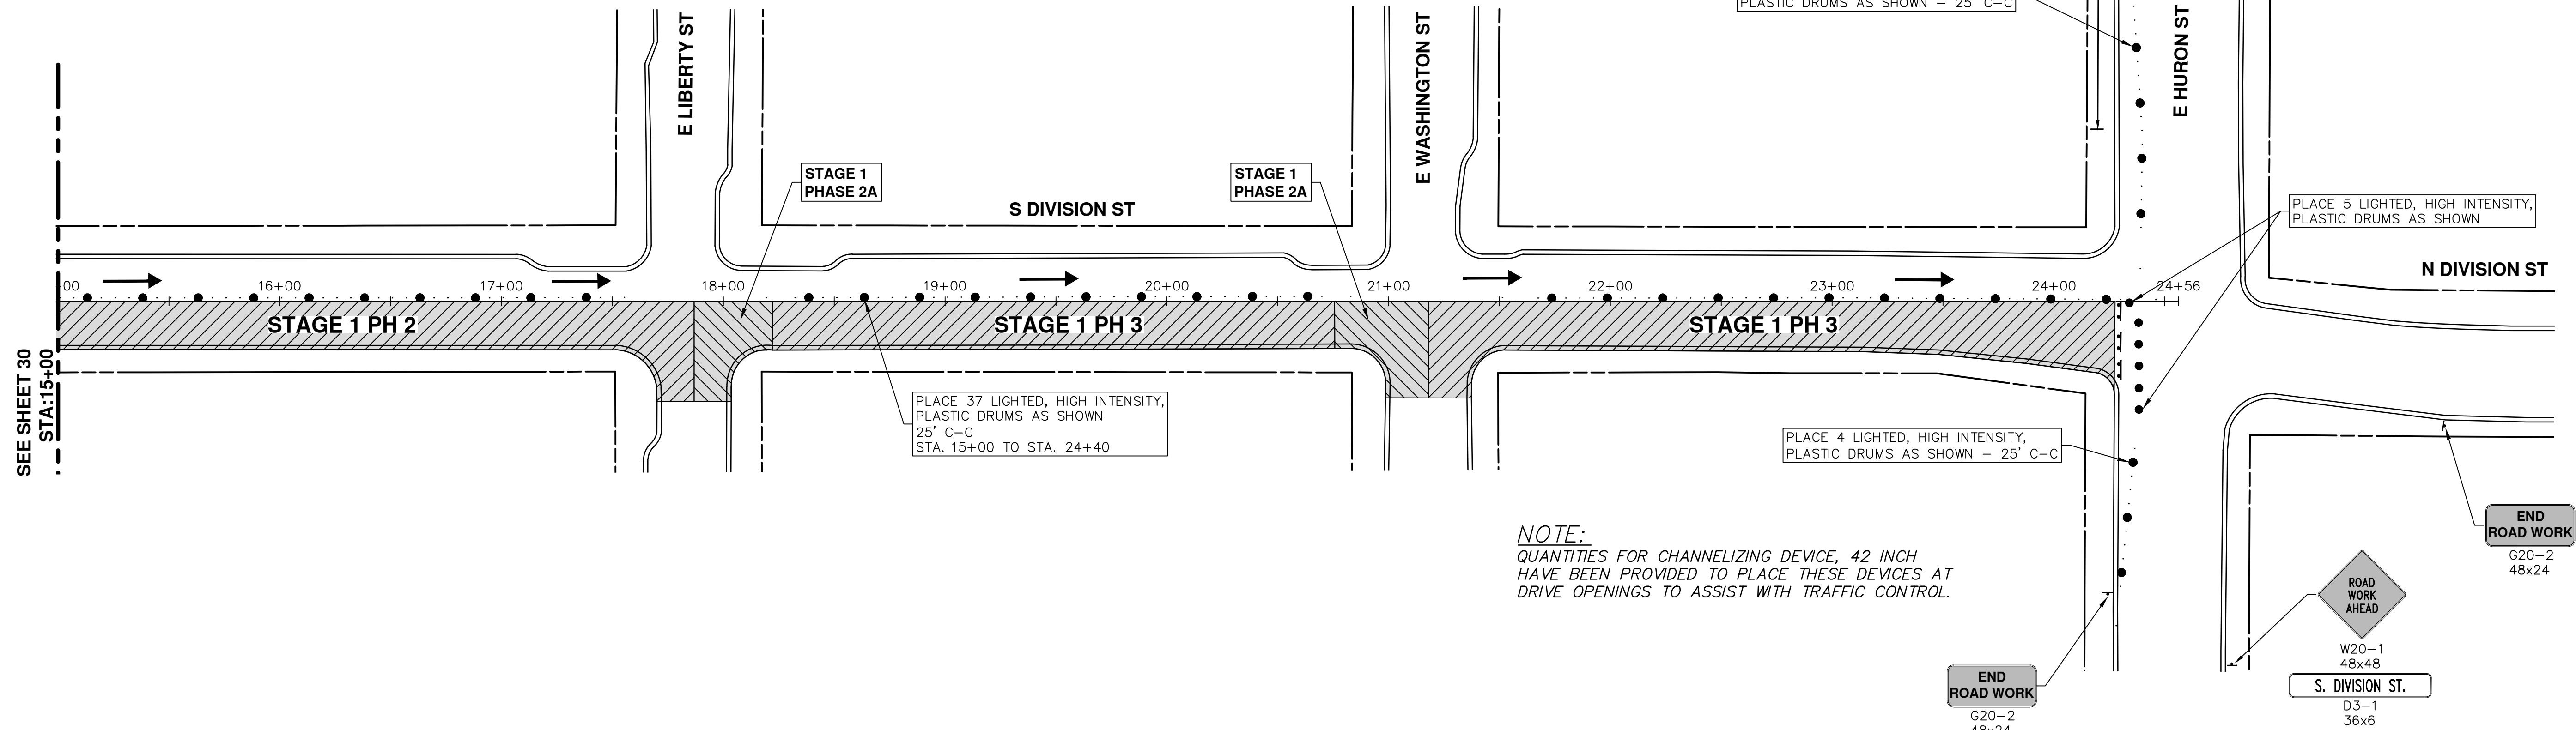 PLASTIC DRUMS AS SHOWN – 25' C–C
E LIBERTY ST
E WASHINGTON ST
E HURON ST
STAGE 1
PHASE 2A
STAGE 1
PHASE 2A
S DIVISION ST
PLACE 5 LIGHTED, HIGH INTENSITY,
PLASTIC DRUMS AS SHOWN
N DIVISION ST
:00
16+00
17+00
18+00
19+00
20+00
21+00
22+00
23+00
24+00
24+56
STAGE 1 PH 2
STAGE 1 PH 3
STAGE 1 PH 3
SEE SHEET 30
STA:15+00
PLACE 37 LIGHTED, HIGH INTENSITY,
PLASTIC DRUMS AS SHOWN
25' C–C
STA. 15+00 TO STA. 24+40
PLACE 4 LIGHTED, HIGH INTENSITY,
PLASTIC DRUMS AS SHOWN – 25' C–C
NOTE:
QUANTITIES FOR CHANNELIZING DEVICE, 42 INCH
HAVE BEEN PROVIDED TO PLACE THESE DEVICES AT
DRIVE OPENINGS TO ASSIST WITH TRAFFIC CONTROL.
END
ROAD WORK
G20–2
48x24
ROAD
WORK
AHEAD
W20–1
48x48
S. DIVISION ST.
D3–1
36x6
END
ROAD WORK
G20–2
48x24